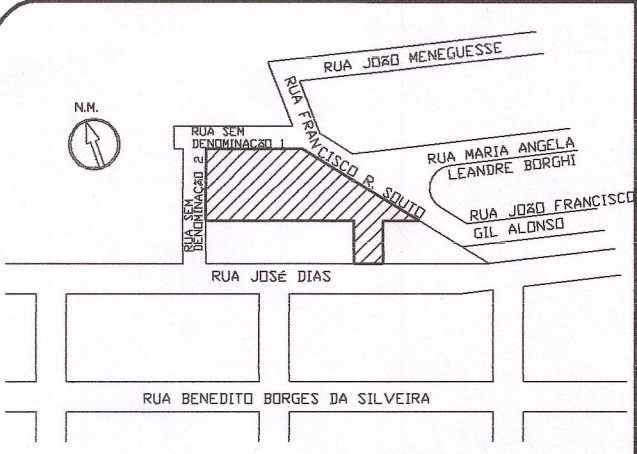 RUA JOÃO MENEGUESSE
N.M.
RUA FRANCISCO R. SOUTO
RUA SEM
DENOMINAÇÃO 1
RUA MARIA ANGELA
LEANDRE BORGHI
RUA SEM
DENOMINAÇÃO 2
RUA JOÃO FRANCISCO
GIL ALONSO
RUA JOSÉ DIAS
RUA BENEDITO BORGES DA SILVEIRA